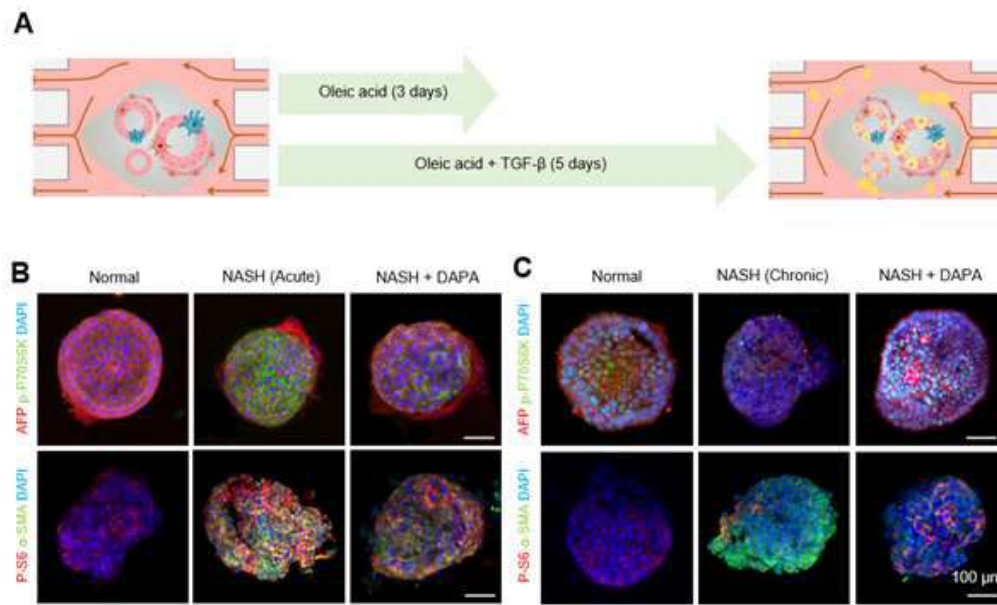 A
Oleic acid (3 days)
Oleic acid + TGF-β (5 days)
B
Normal
NASH (Acute)
NASH + DAPA
AFP p-P70S6K DAPI
P-S6 α-SMA DAPI
C
Normal
NASH (Chronic)
NASH + DAPA
AFP p-P70S6K DAPI
P-S6 α-SMA DAPI
100 μm